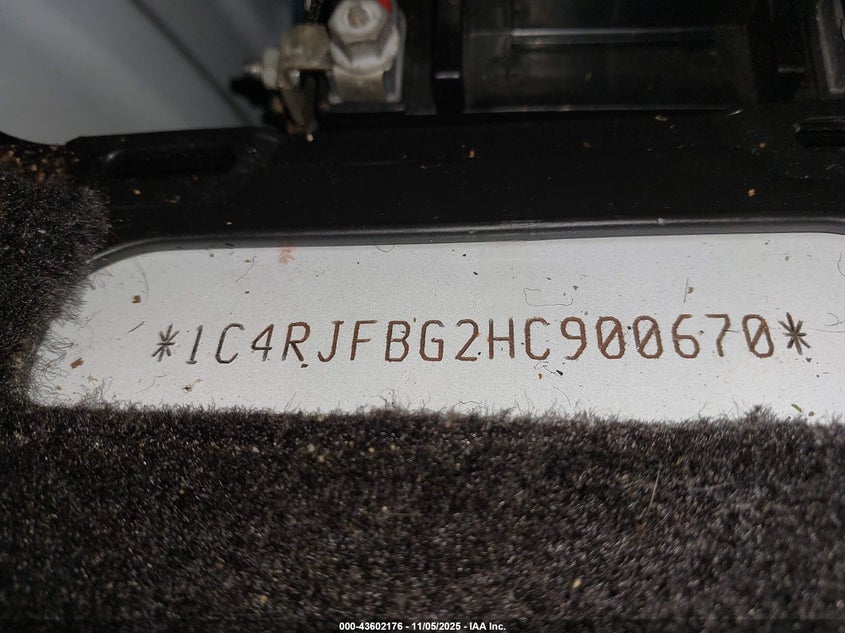 *1C4RJFBG2HC900670*
000-43602176 - 11/05/2025 - IAA Inc.